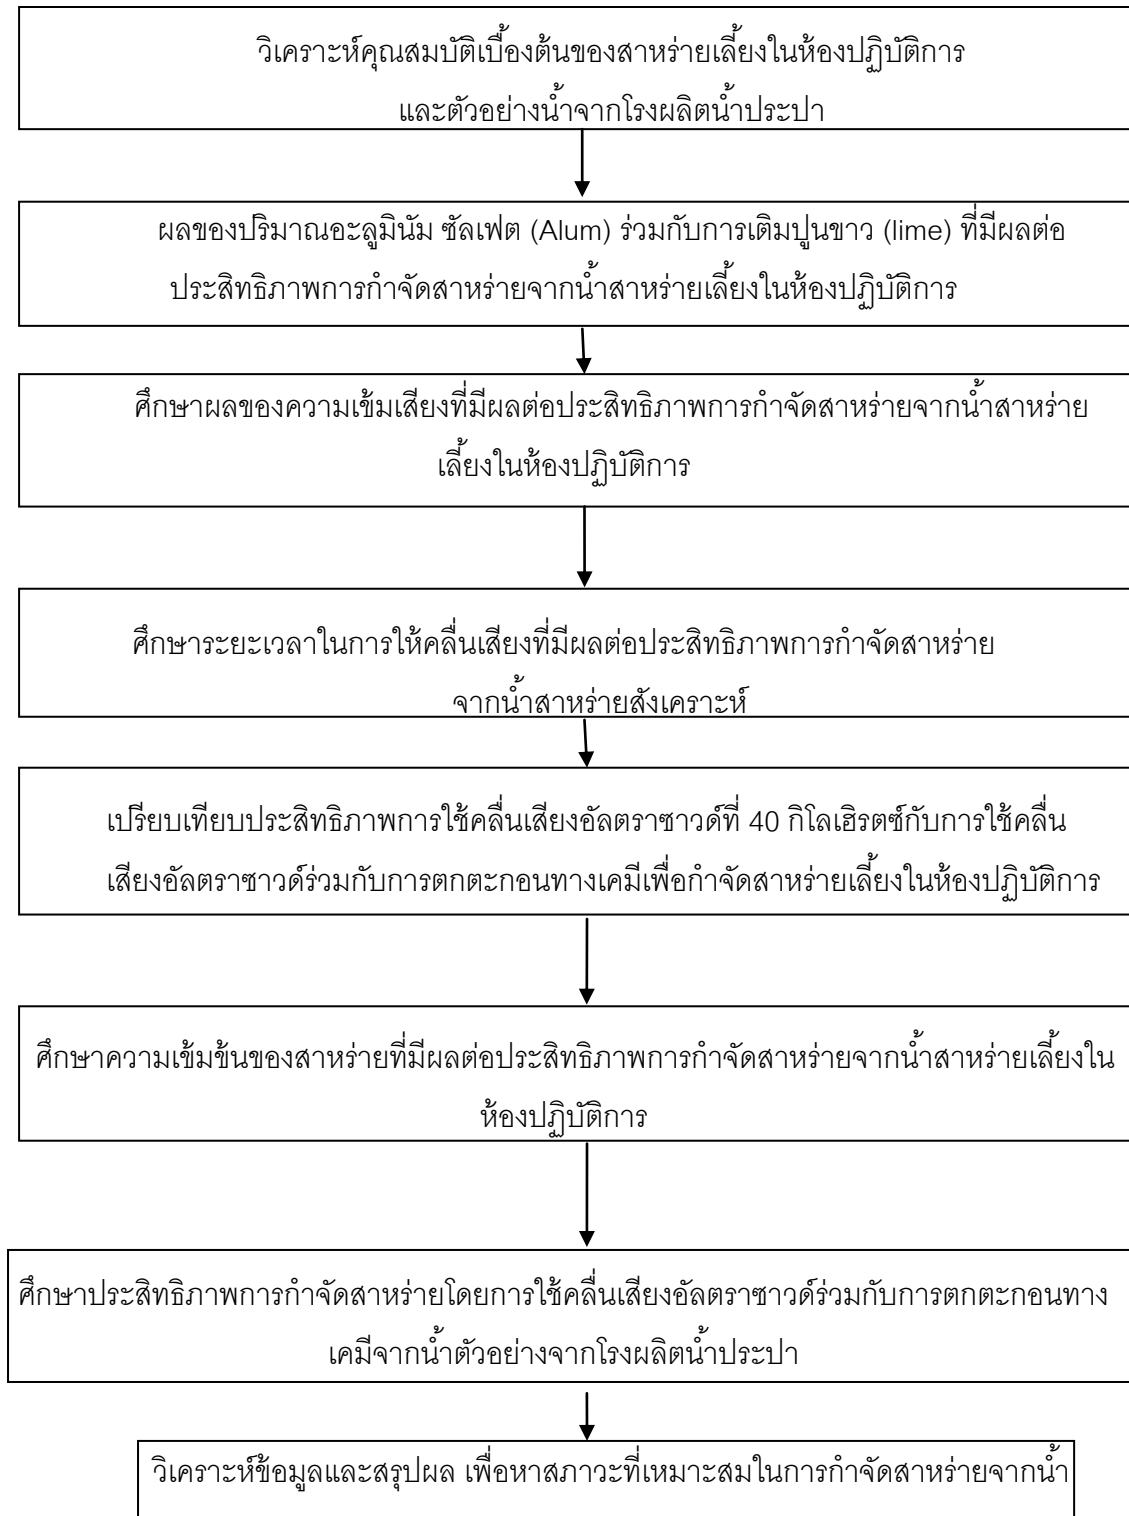 วิเคราะห์คุณสมบัติเบื้องต้นของสาหร่ายเลี้ยงในห้องปฏิบัติการ
และตัวอย่างน้ำจากโรงผลิตน้ำประปา
ผลของปริมาณอะลูมินัม ซัลเฟต (Alum) ร่วมกับการเติมปูนขาว (lime) ที่มีผลต่อ
ประสิทธิภาพการกำจัดสาหร่ายจากน้ำสาหร่ายเลี้ยงในห้องปฏิบัติการ
ศึกษาผลของความเข้มเสียงที่มีผลต่อประสิทธิภาพการกำจัดสาหร่ายจากน้ำสาหร่าย
เลี้ยงในห้องปฏิบัติการ
ศึกษาระยะเวลาในการให้คลื่นเสียงที่มีผลต่อประสิทธิภาพการกำจัดสาหร่าย
จากน้ำสาหร่ายสังเคราะห์
เปรียบเทียบประสิทธิภาพการใช้คลื่นเสียงอัลตราซาวด์ที่ 40 กิโลเฮิรตซ์กับการใช้คลื่น
เสียงอัลตราซาวด์ร่วมกับการตกตะกอนทางเคมีเพื่อกำจัดสาหร่ายเลี้ยงในห้องปฏิบัติการ
ศึกษาความเข้มข้นของสาหร่ายที่มีผลต่อประสิทธิภาพการกำจัดสาหร่ายจากน้ำสาหร่ายเลี้ยงใน
ห้องปฏิบัติการ
ศึกษาประสิทธิภาพการกำจัดสาหร่ายโดยการใช้คลื่นเสียงอัลตราซาวด์ร่วมกับการตกตะกอนทาง
เคมีจากน้ำตัวอย่างจากโรงผลิตน้ำประปา
วิเคราะห์ข้อมูลและสรุปผล เพื่อหาสภาวะที่เหมาะสมในการกำจัดสาหร่ายจากน้ำ